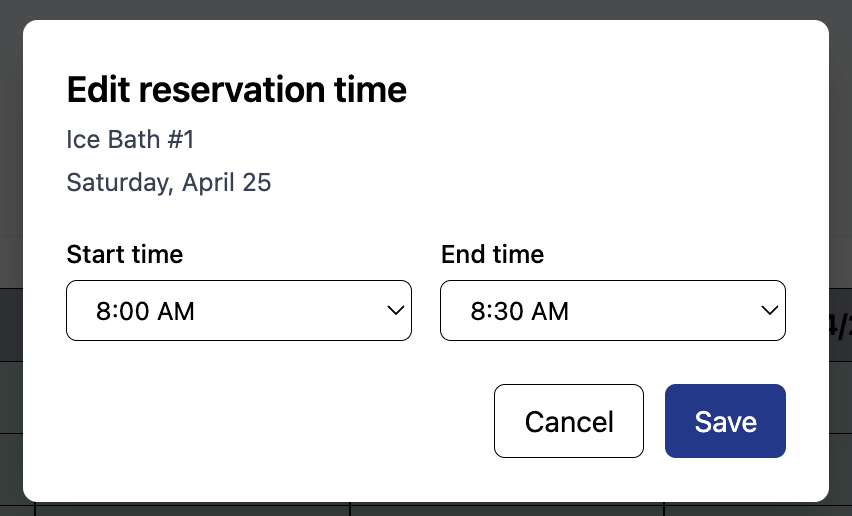 Edit reservation time
Ice Bath #1
Saturday, April 25
Start time
End time
8:00 AM
8:30 AM
Cancel
Save